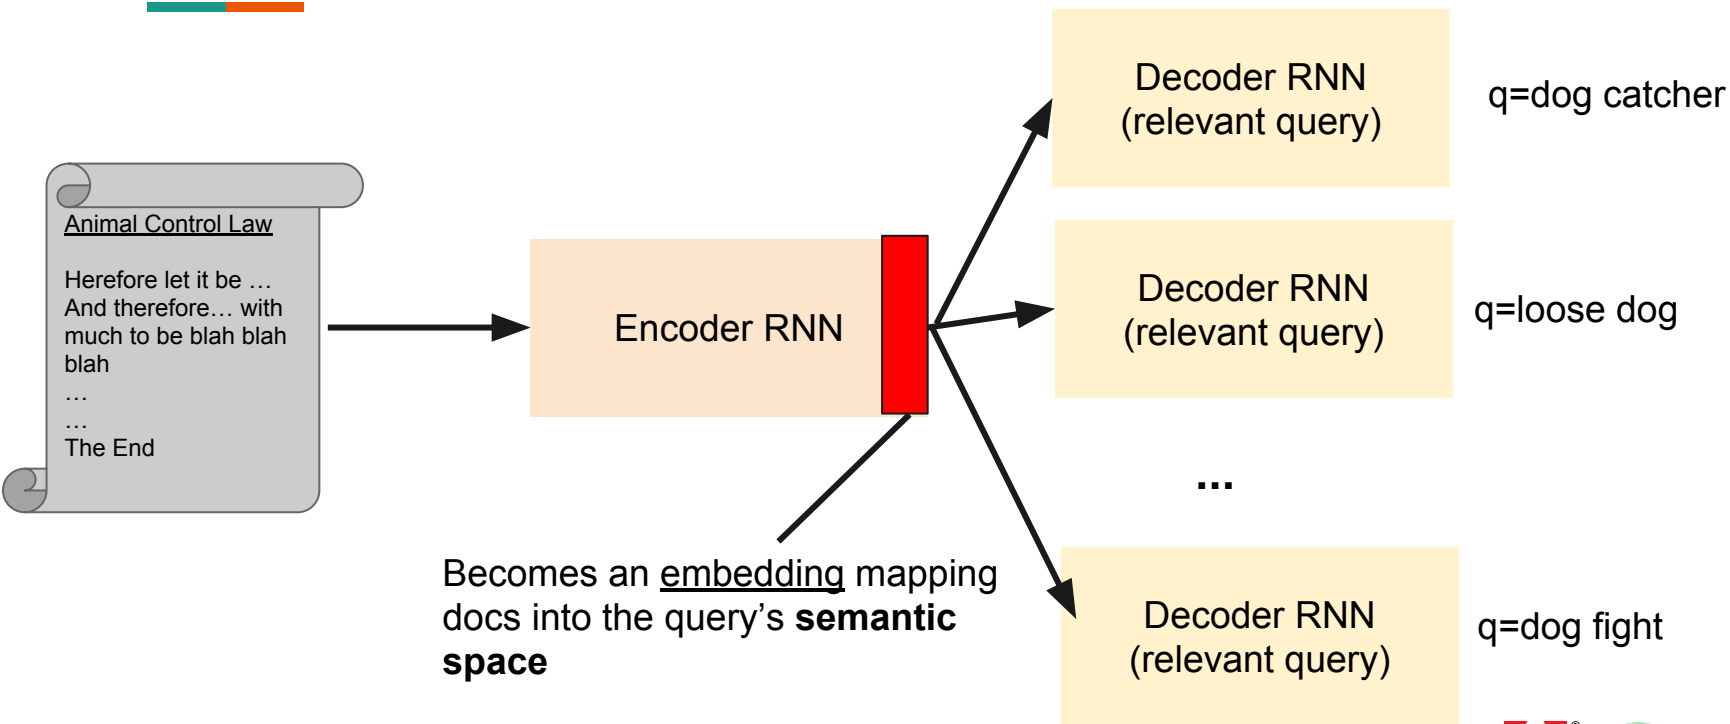 Animal Control Law
Herefore let it be …
And therefore… with
much to be blah blah
blah
…
…
The End
Encoder RNN
Becomes an embedding mapping
docs into the query’s semantic
space
Decoder RNN
(relevant query)
q=dog catcher
Decoder RNN
(relevant query)
q=loose dog
...
Decoder RNN
(relevant query)
q=dog fight
®